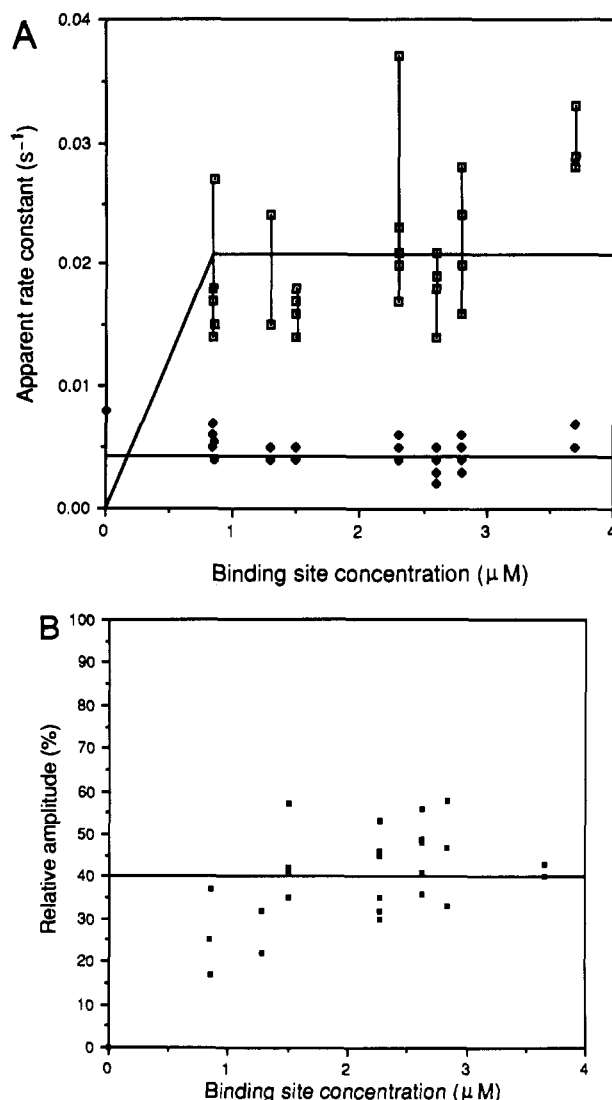 A
Apparent rate constant (s⁻¹)
0.04
0.03
0.02
0.01
0.00
0 1 2 3 4
Binding site concentration (μM)
B
Relative amplitude (%)
100
90
80
70
60
50
40
30
20
10
0
0 1 2 3 4
Binding site concentration (μM)